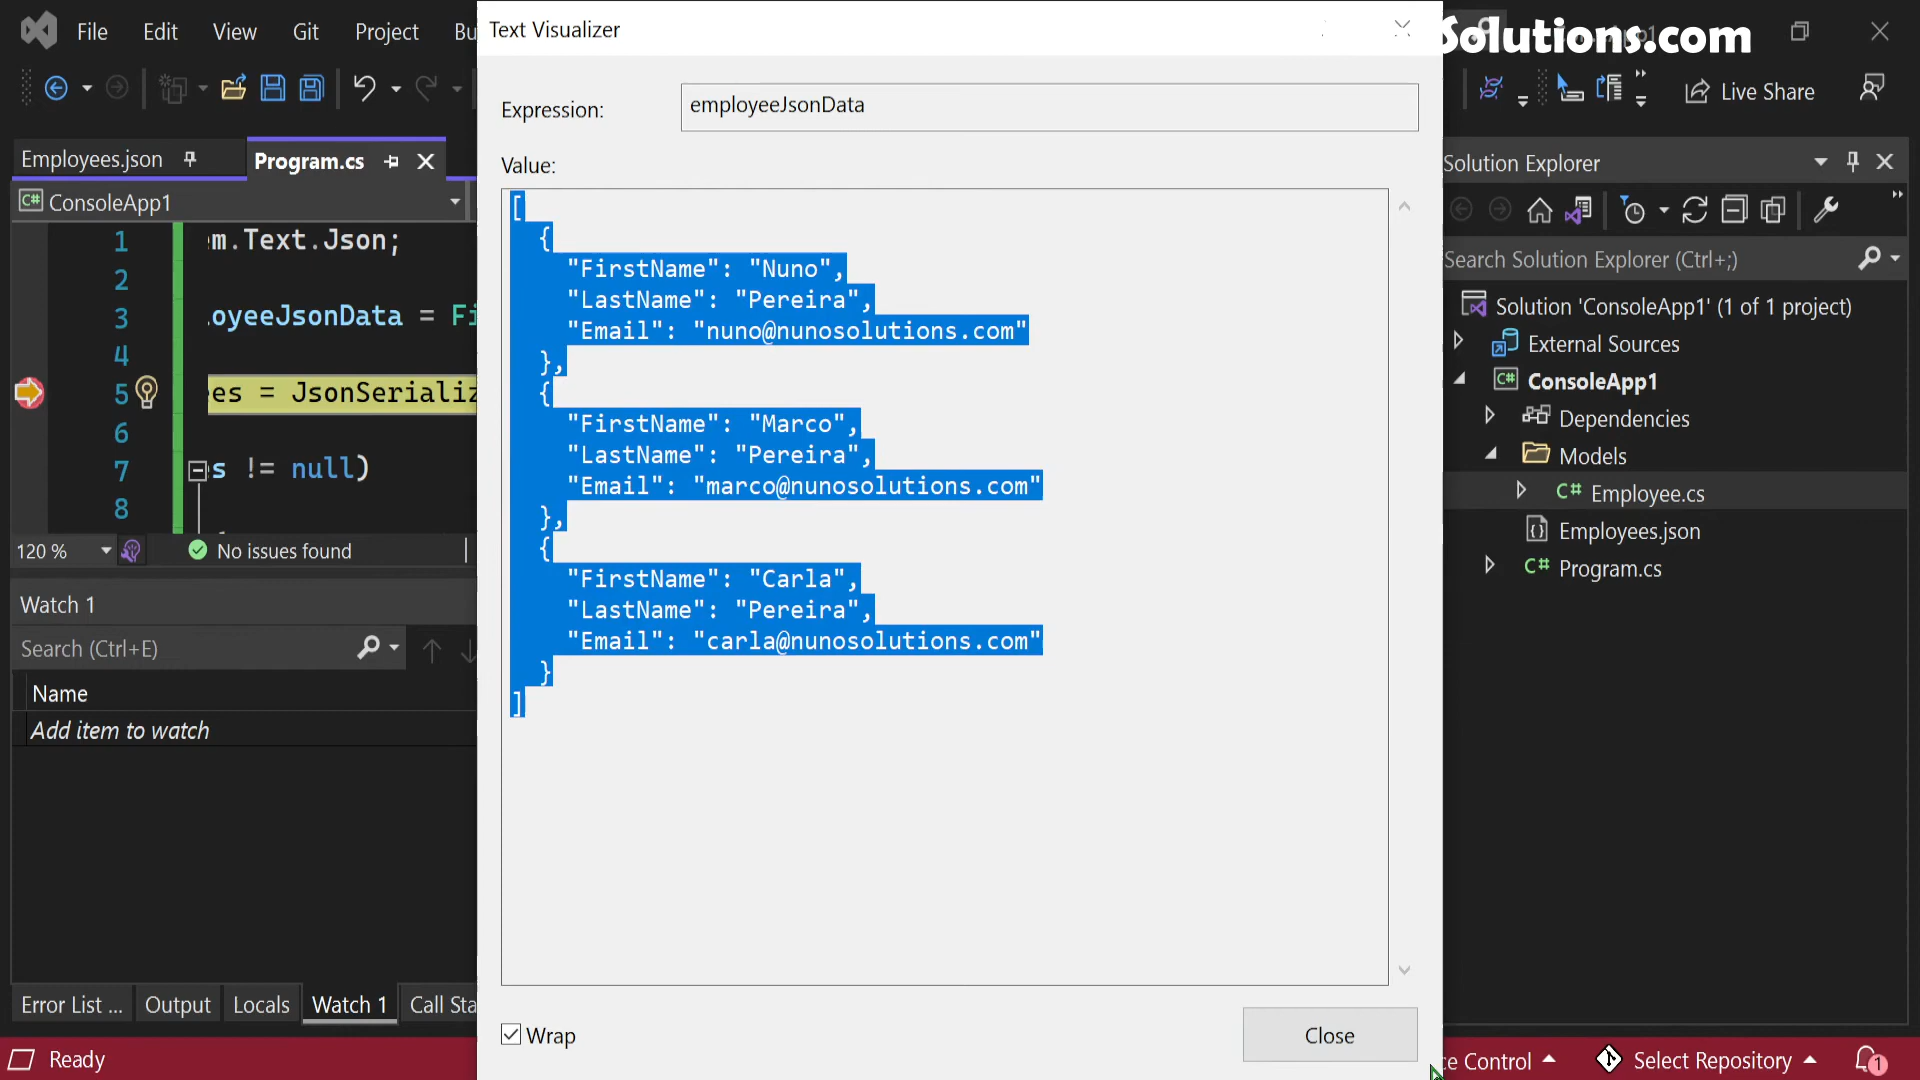 File Edit View Git Project Bu
Solutions.com
Live Share
Employees.json
Program.cs
ConsoleApp1
1 m.Text.Json;
2
3 oyeeJsonData = Fi
4
5 es = JsonSerializ
6
7 s != null)
8
120 %
No issues found
Watch 1
Search (Ctrl+E)
Name
Add item to watch
Error List ... Output Locals Watch 1 Call Sta
Ready
Text Visualizer
Expression: employeeJsonData
Value:
[
{
"FirstName": "Nuno",
"LastName": "Pereira",
"Email": "nuno@nunosolutions.com"
},
{
"FirstName": "Marco",
"LastName": "Pereira",
"Email": "marco@nunosolutions.com"
},
{
"FirstName": "Carla",
"LastName": "Pereira",
"Email": "carla@nunosolutions.com"
}
]
Wrap
Close
Solution Explorer
Search Solution Explorer (Ctrl+;)
Solution 'ConsoleApp1' (1 of 1 project)
External Sources
C# ConsoleApp1
Dependencies
Models
C# Employee.cs
Employees.json
C# Program.cs
ce Control Select Repository 1